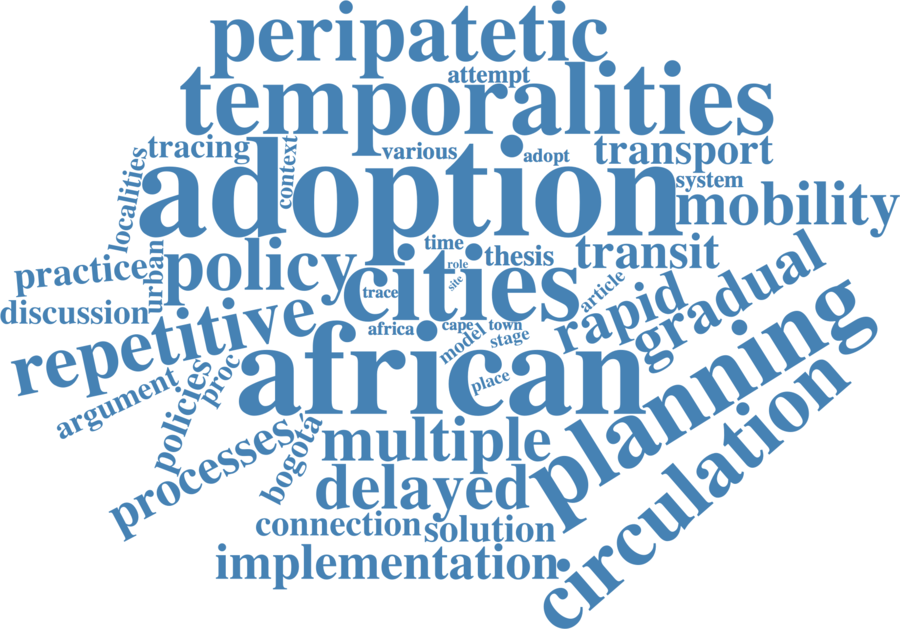 peripatetic
attempt
temporalities
tracing
context
various
adopt
transport
localities
adoption
system
mobility
time
role
thesis
transit
practice
urban
policy
cities
site
trace
article
gradual
discussion
repetitive
africa
cape
town
model
stage
rapid
african
place
planning
argument
policies
proc
processes
bogotá
multiple
circulation
delayed
connection
solution
implementation